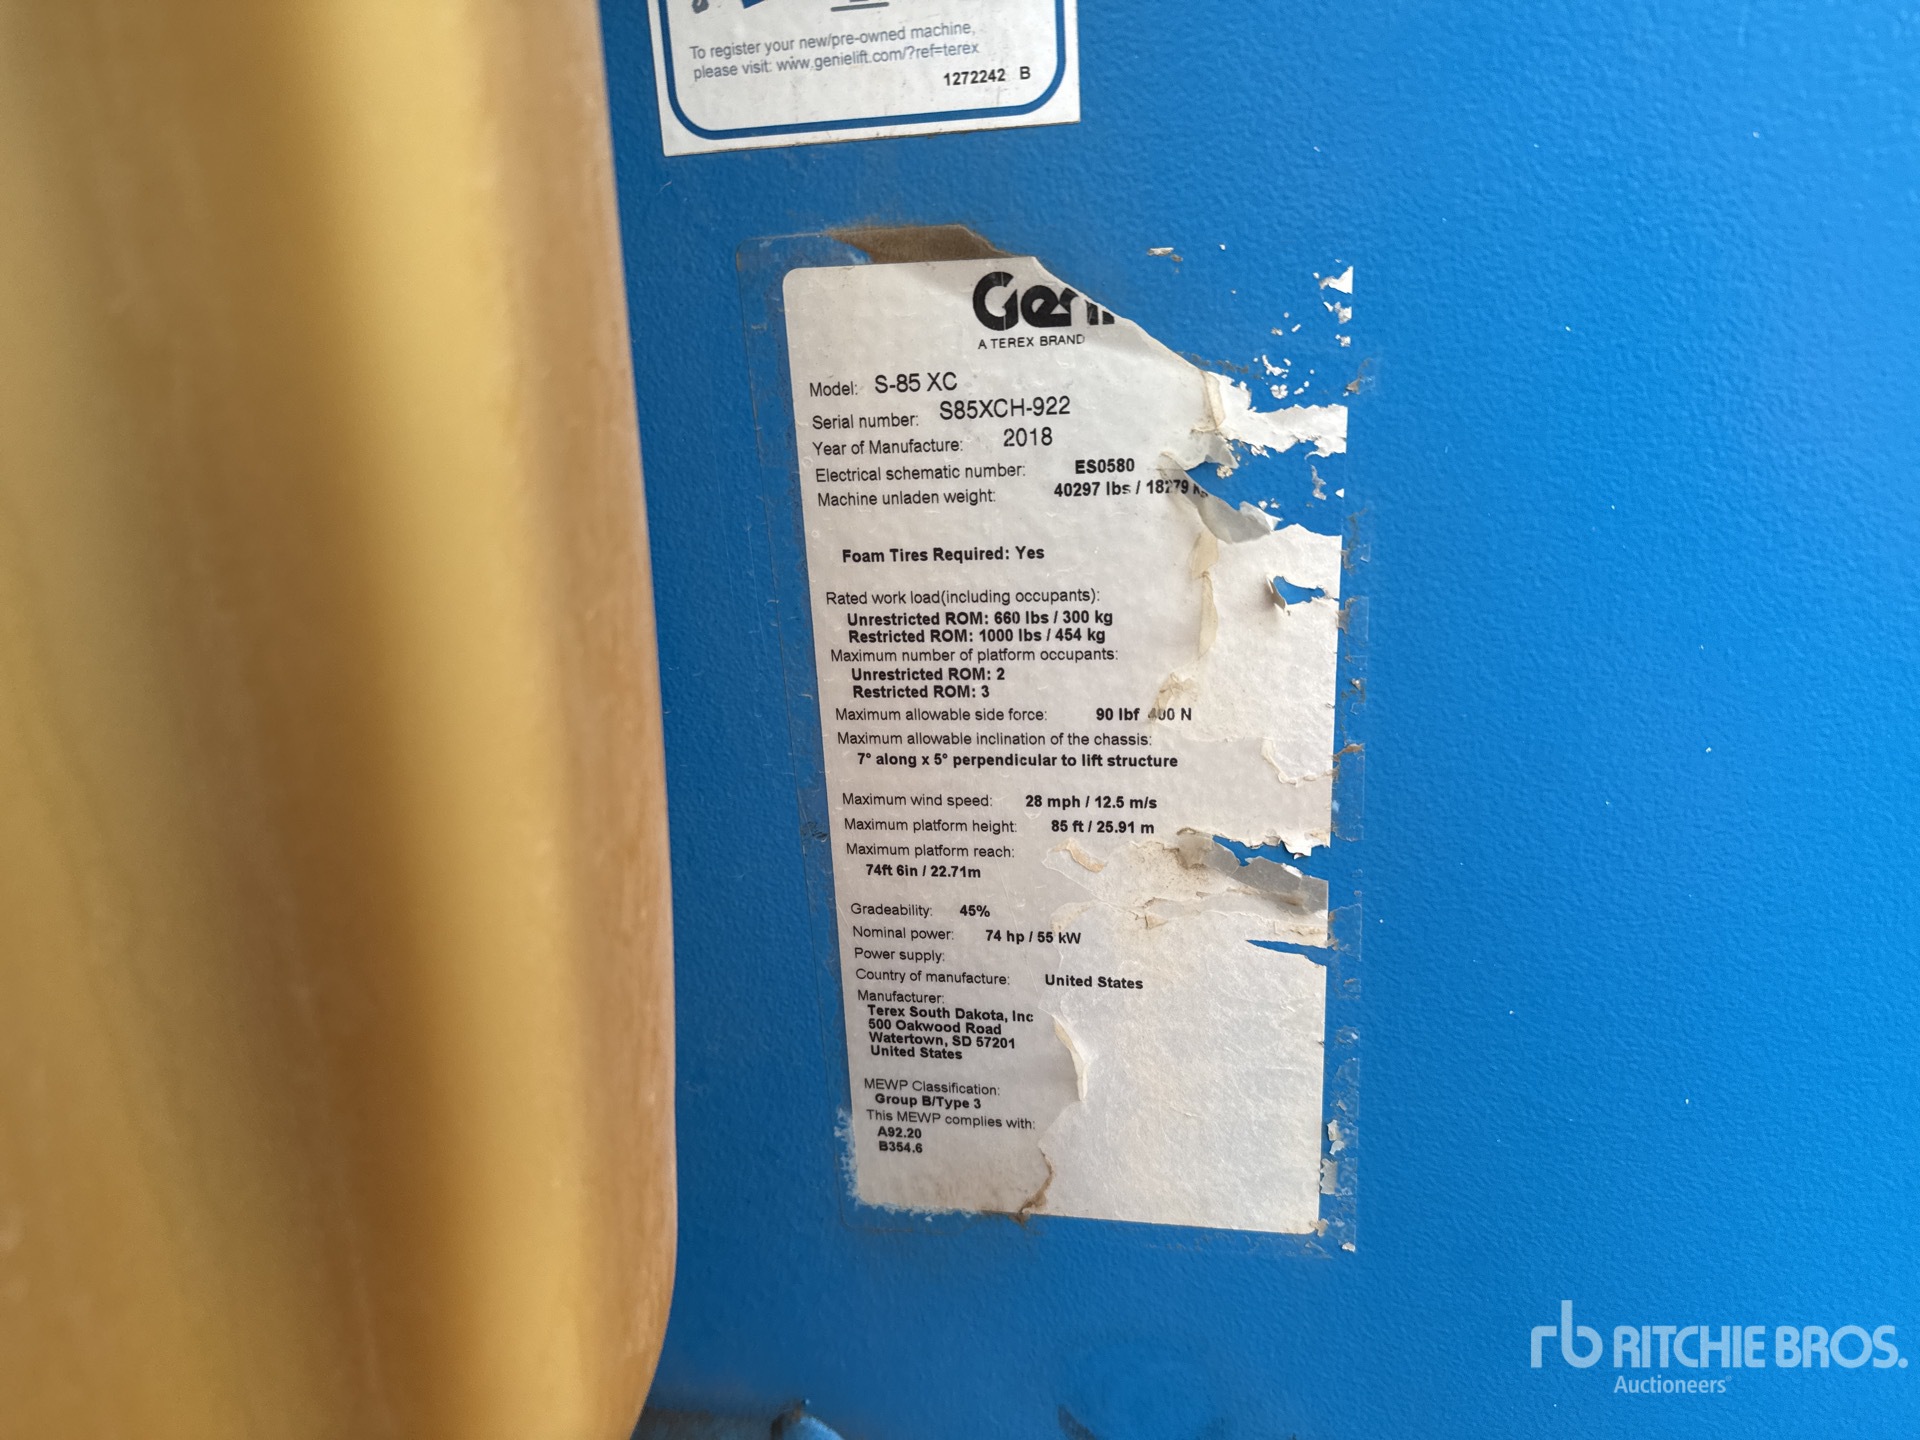 To register your new/pre-owned machine,
please visit: www.genielift.com/?ref=terex
1272242 B
A TEREX BRAND
Model: S-85 XC
Serial number: S85XCH-922
Year of Manufacture: 2018
Electrical schematic number: ES0580
Machine unladen weight: 40297 lbs / 18279 kg
Foam Tires Required: Yes
Rated work load(including occupants):
Unrestricted ROM: 660 lbs / 300 kg
Restricted ROM: 1000 lbs / 454 kg
Maximum number of platform occupants:
Unrestricted ROM: 2
Restricted ROM: 3
Maximum allowable side force: 90 lbf 400 N
Maximum allowable inclination of the chassis:
7° along x 5° perpendicular to lift structure
Maximum wind speed: 28 mph / 12.5 m/s
Maximum platform height: 85 ft / 25.91 m
Maximum platform reach:
74ft 6in / 22.71m
Gradeability: 45%
Nominal power: 74 hp / 55 kW
Power supply:
Country of manufacture: United States
Manufacturer:
Terex South Dakota, Inc
500 Oakwood Road
Watertown, SD 57201
United States
MEWP Classification:
Group B/Type 3
This MEWP complies with:
A92.20
B354.6
rb RITCHIE BROS.
Auctioneers